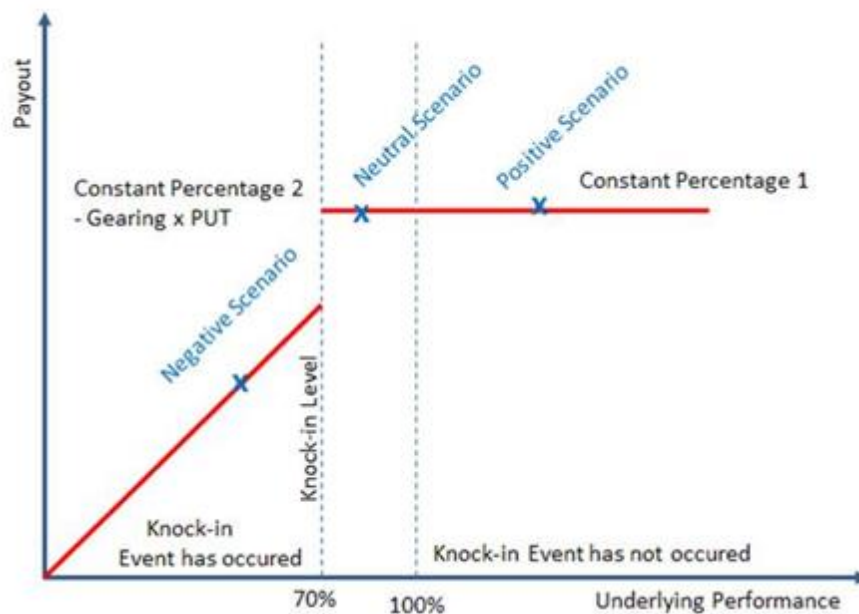 Payout
Neutral Scenario
Positive Scenario
Constant Percentage 2
- Gearing x PUT
Constant Percentage 1
Negative Scenario
Knock-in Level
Knock-in
Event has occured
Knock-in Event has not occured
70%
100%
Underlying Performance